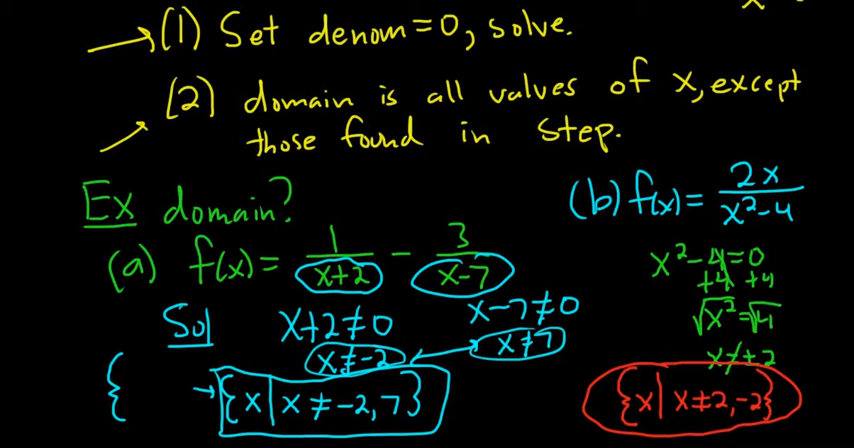 (1) Set denom = 0, solve.
(2) domain is all values of x, except
those found in step.
Ex domain?
(a) f(x) = 1/(x+2) − 3/(x−7)
Sol
x+2≠0
x−7≠0
x≠−2
x≠7
{
{x | x ≠ −2, 7}
(b) f(x) = 2x/(x²−4)
x²−4=0
+4 +4
√x² = √4
{x | x≠2, −2}